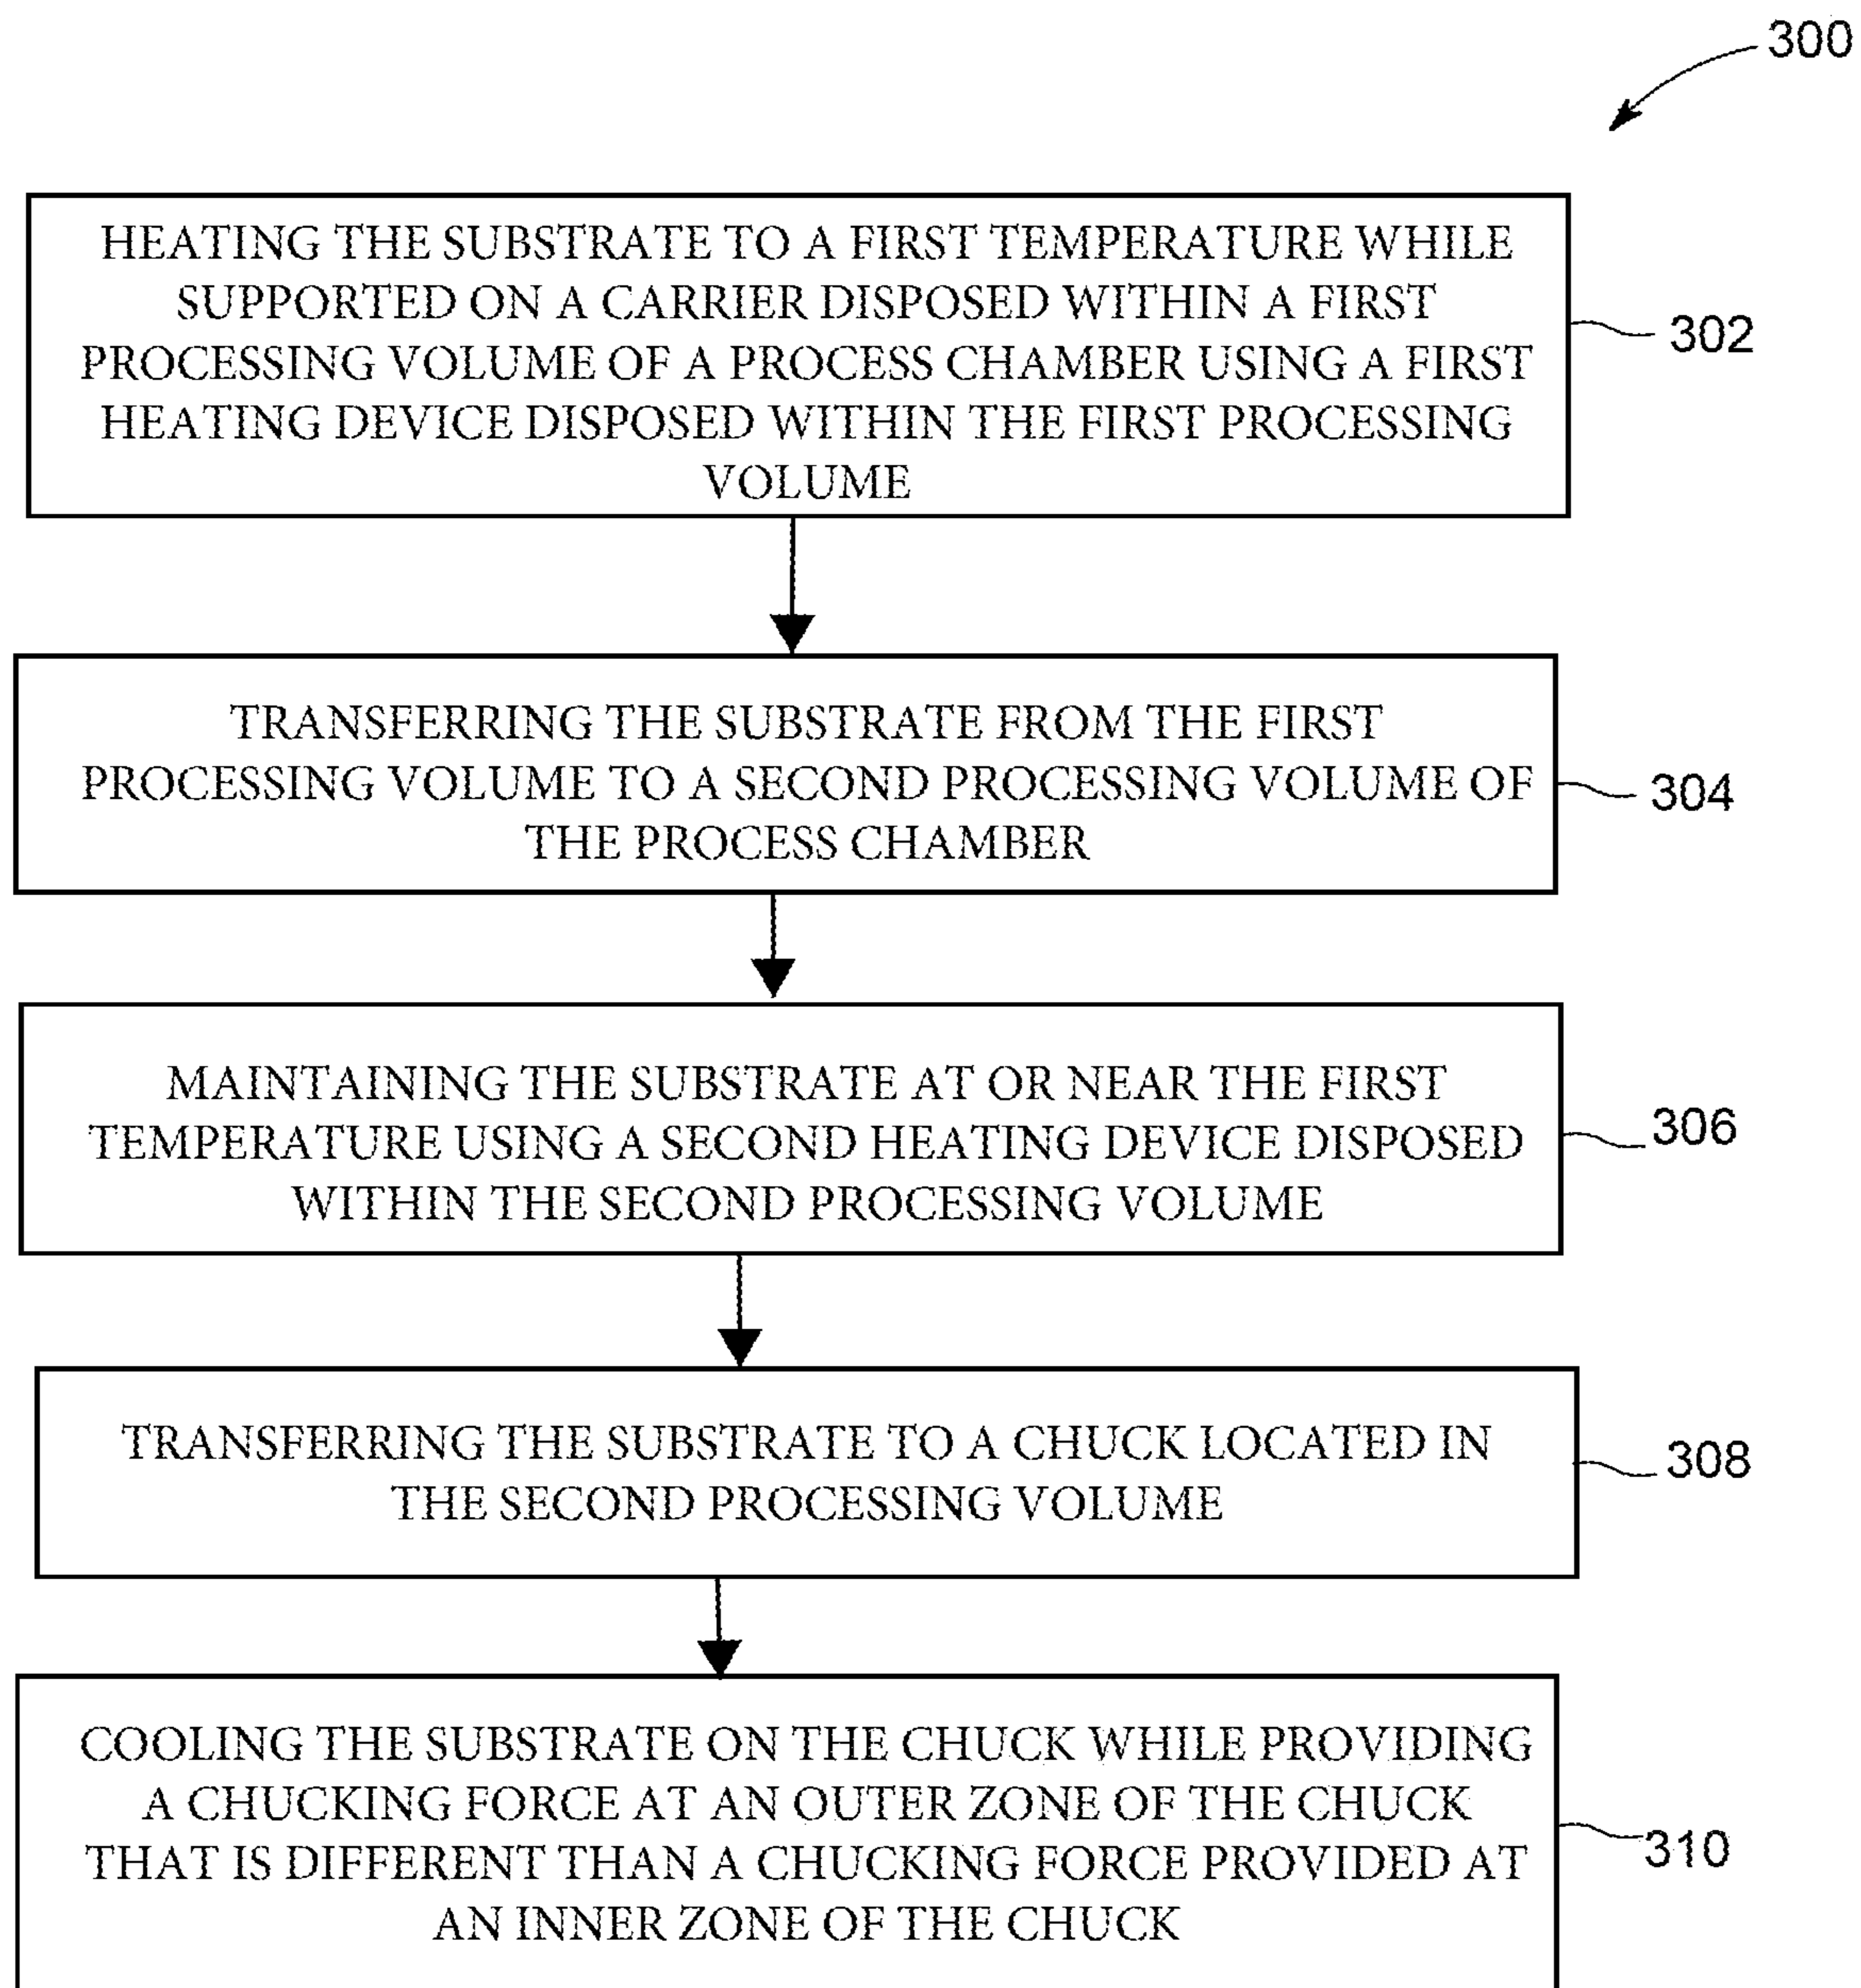 300
HEATING THE SUBSTRATE TO A FIRST TEMPERATURE WHILE
SUPPORTED ON A CARRIER DISPOSED WITHIN A FIRST
PROCESSING VOLUME OF A PROCESS CHAMBER USING A FIRST
HEATING DEVICE DISPOSED WITHIN THE FIRST PROCESSING
VOLUME
302
TRANSFERRING THE SUBSTRATE FROM THE FIRST
PROCESSING VOLUME TO A SECOND PROCESSING VOLUME OF
THE PROCESS CHAMBER
304
MAINTAINING THE SUBSTRATE AT OR NEAR THE FIRST
TEMPERATURE USING A SECOND HEATING DEVICE DISPOSED
WITHIN THE SECOND PROCESSING VOLUME
306
TRANSFERRING THE SUBSTRATE TO A CHUCK LOCATED IN
THE SECOND PROCESSING VOLUME
308
COOLING THE SUBSTRATE ON THE CHUCK WHILE PROVIDING
A CHUCKING FORCE AT AN OUTER ZONE OF THE CHUCK
THAT IS DIFFERENT THAN A CHUCKING FORCE PROVIDED AT
AN INNER ZONE OF THE CHUCK
310